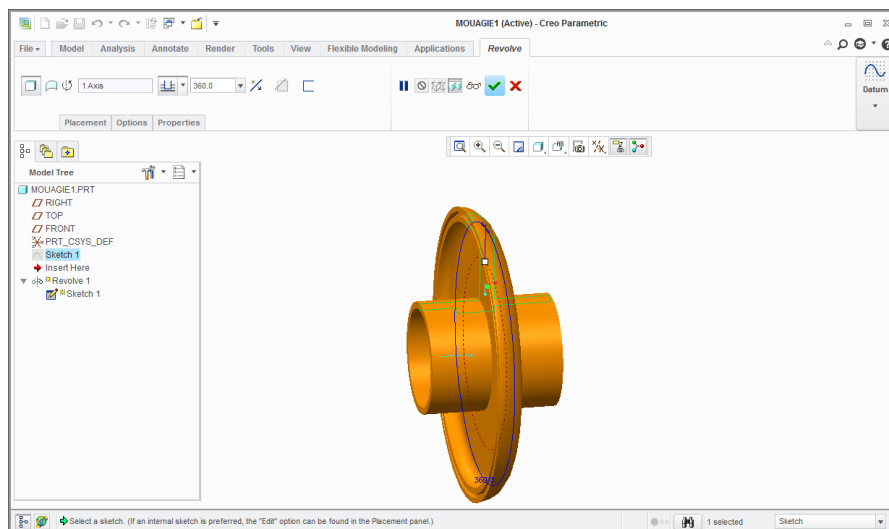 MOUAGIE1 (Active) - Creo Parametric
File Model Analysis Annotate Render Tools View Flexible Modeling Applications Revolve
1 Axis 360.0
Datum
Placement Options Properties
Model Tree
MOUAGIE1.PRT
RIGHT
TOP
FRONT
PRT_CSYS_DEF
Sketch 1
Insert Here
Revolve 1
Sketch 1
360.0
Select a sketch. (If an internal sketch is preferred, the "Edit" option can be found in the Placement panel.) 1 selected Sketch